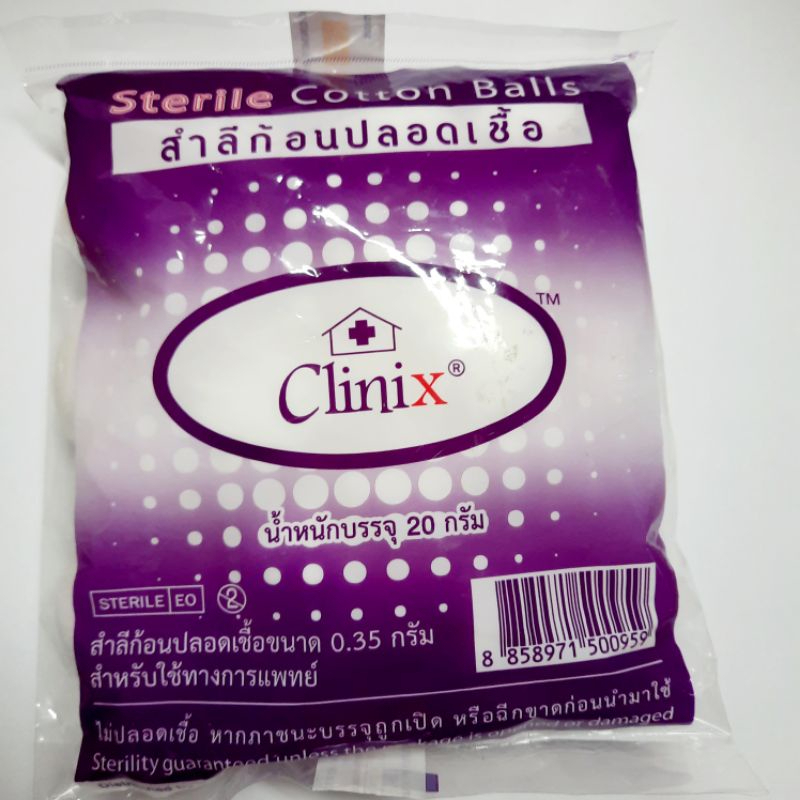 Sterile Cotton Balls
สำลีก้อนปลอดเชื้อ
TM
Clinix®
น้ำหนักบรรจุ 20 กรัม
STERILE EO 2
สำลีก้อนปลอดเชื้อขนาด 0.35 กรัม
สำหรับใช้ทางการแพทย์
8 858971 500959
ไม่ปลอดเชื้อ หากภาชนะบรรจุถูกเปิด หรือฉีกขาดก่อนนำมาใช้
Sterility guaranteed unless the package is opened or damaged